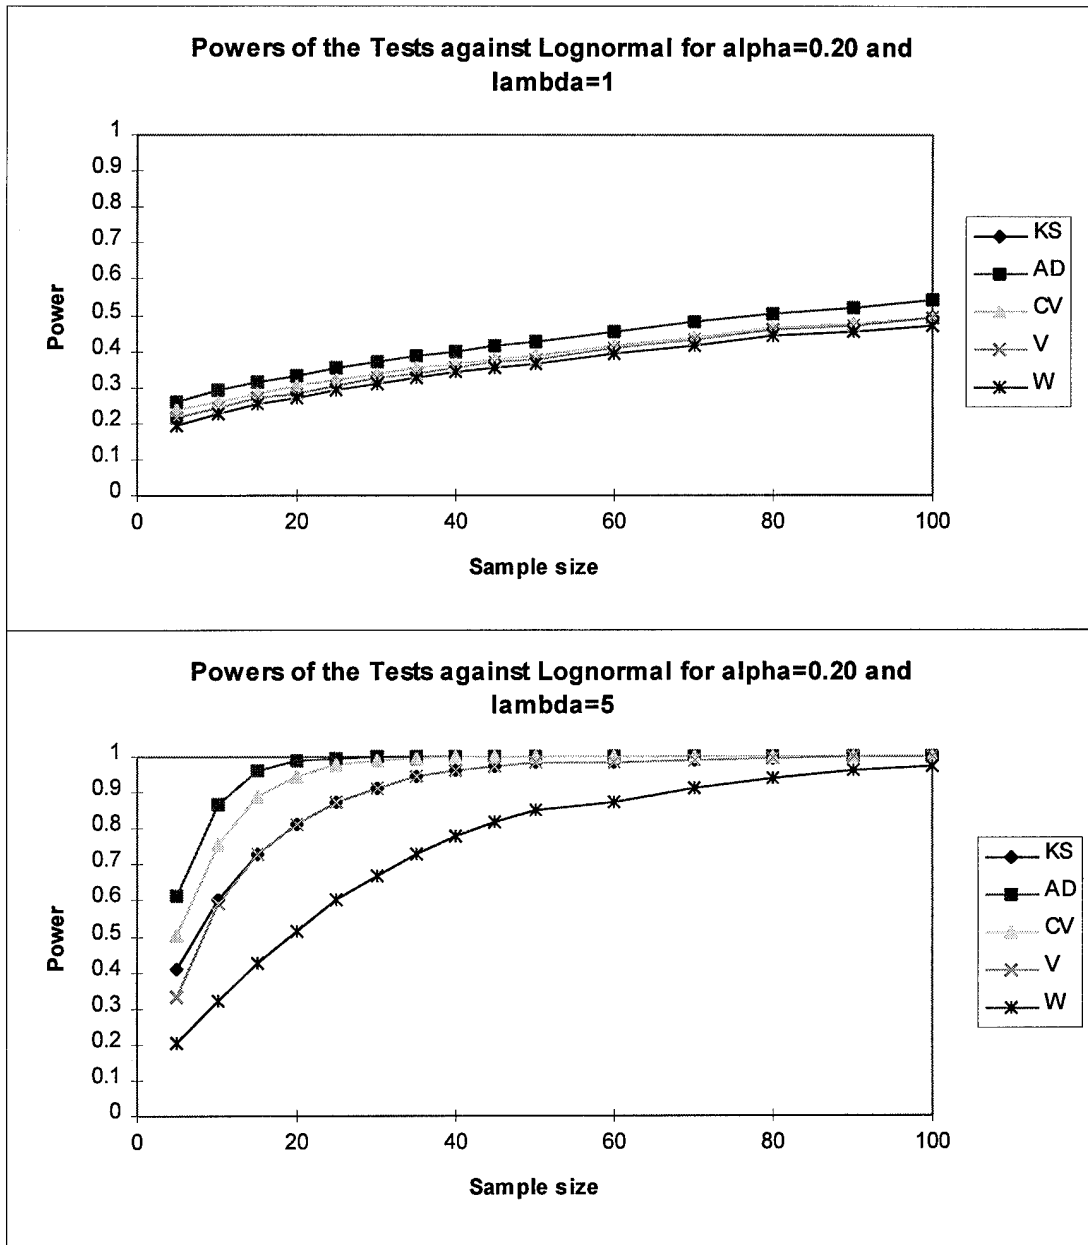 Powers of the Tests against Lognormal for alpha=0.20 and
lambda=1
1
0.9
0.8
0.7
0.6
0.5
0.4
0.3
0.2
0.1
0
Power
0 20 40 60 80 100
Sample size
KS
AD
CV
V
W
Powers of the Tests against Lognormal for alpha=0.20 and
lambda=5
1
0.9
0.8
0.7
0.6
0.5
0.4
0.3
0.2
0.1
0
Power
0 20 40 60 80 100
Sample size
KS
AD
CV
V
W